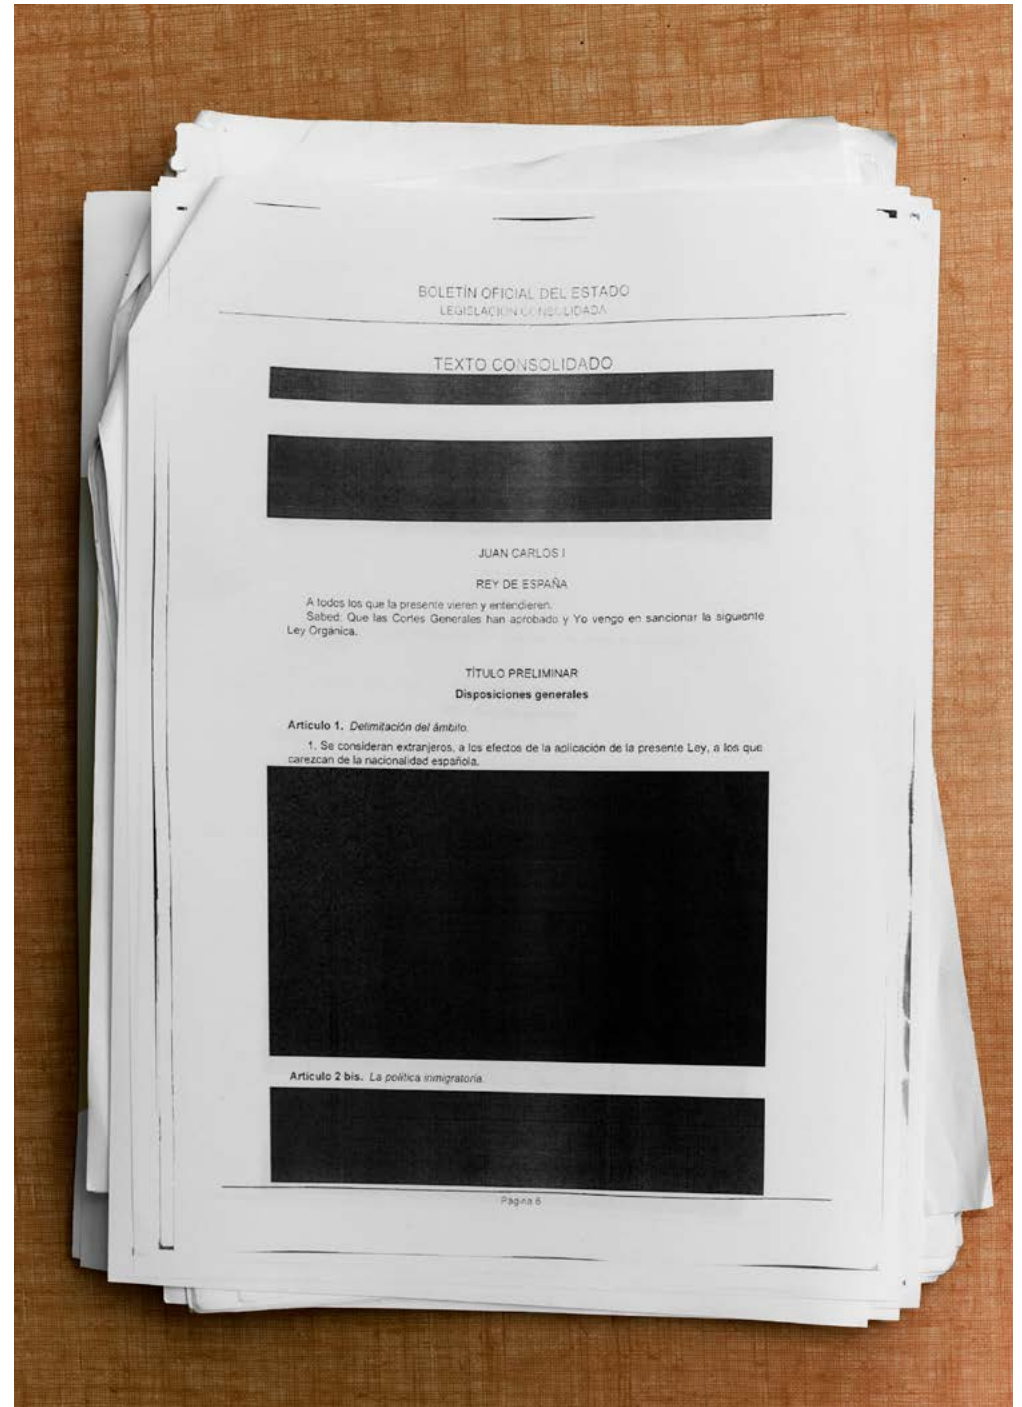 BOLETÍN OFICIAL DEL ESTADO
LEGISLACIÓN CONSOLIDADA
TEXTO CONSOLIDADO
JUAN CARLOS I
REY DE ESPAÑA
A todos los que la presente vieren y entendieren.
Sabed: Que las Cortes Generales han aprobado y Yo vengo en sancionar la siguiente
Ley Orgánica.
TÍTULO PRELIMINAR
Disposiciones generales
Artículo 1. Delimitación del ámbito.
1. Se consideran extranjeros, a los efectos de la aplicación de la presente Ley, a los que
carezcan de la nacionalidad española.
Artículo 2 bis. La política inmigratoria.
Página 6